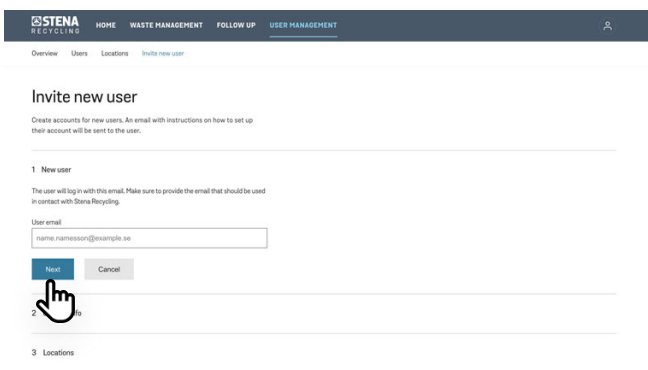 STENA
RECYCLING
HOME WASTE MANAGEMENT FOLLOW UP USER MANAGEMENT
Overview Users Locations Invite new user
Invite new user
Create accounts for new users. An email with instructions on how to set up
their account will be sent to the user.
1 New user
The user will log in with this email. Make sure to provide the email that should be used
in contact with Stena Recycling.
User email
name.namesson@example.se
Next Cancel
2
3 Locations